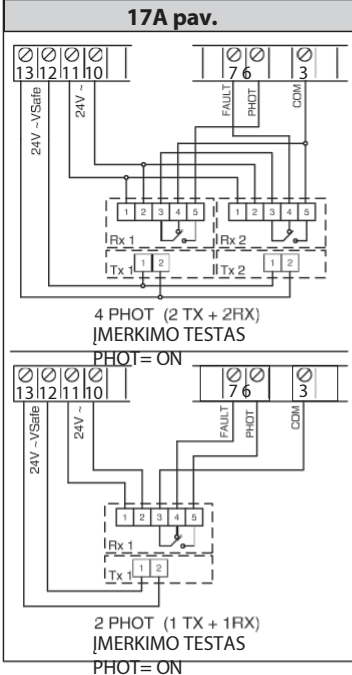 17A pav.
13 12 11 10 7 6 3
24V ~VSafe
24V ~
FAULT
PHOT
COM
1 2 3 4 5 1 2 3 4 5
Rx 1 Rx 2
Tx 1 1 2 Tx 2 1 2
4 PHOT (2 TX + 2RX)
ĮMERKIMO TESTAS
PHOT= ON
13 12 11 10 7 6 3
24V ~VSafe
24V ~
FAULT
PHOT
COM
1 2 3 4 5
Rx 1
Tx 1 1 2
2 PHOT (1 TX + 1RX)
ĮMERKIMO TESTAS
PHOT= ON